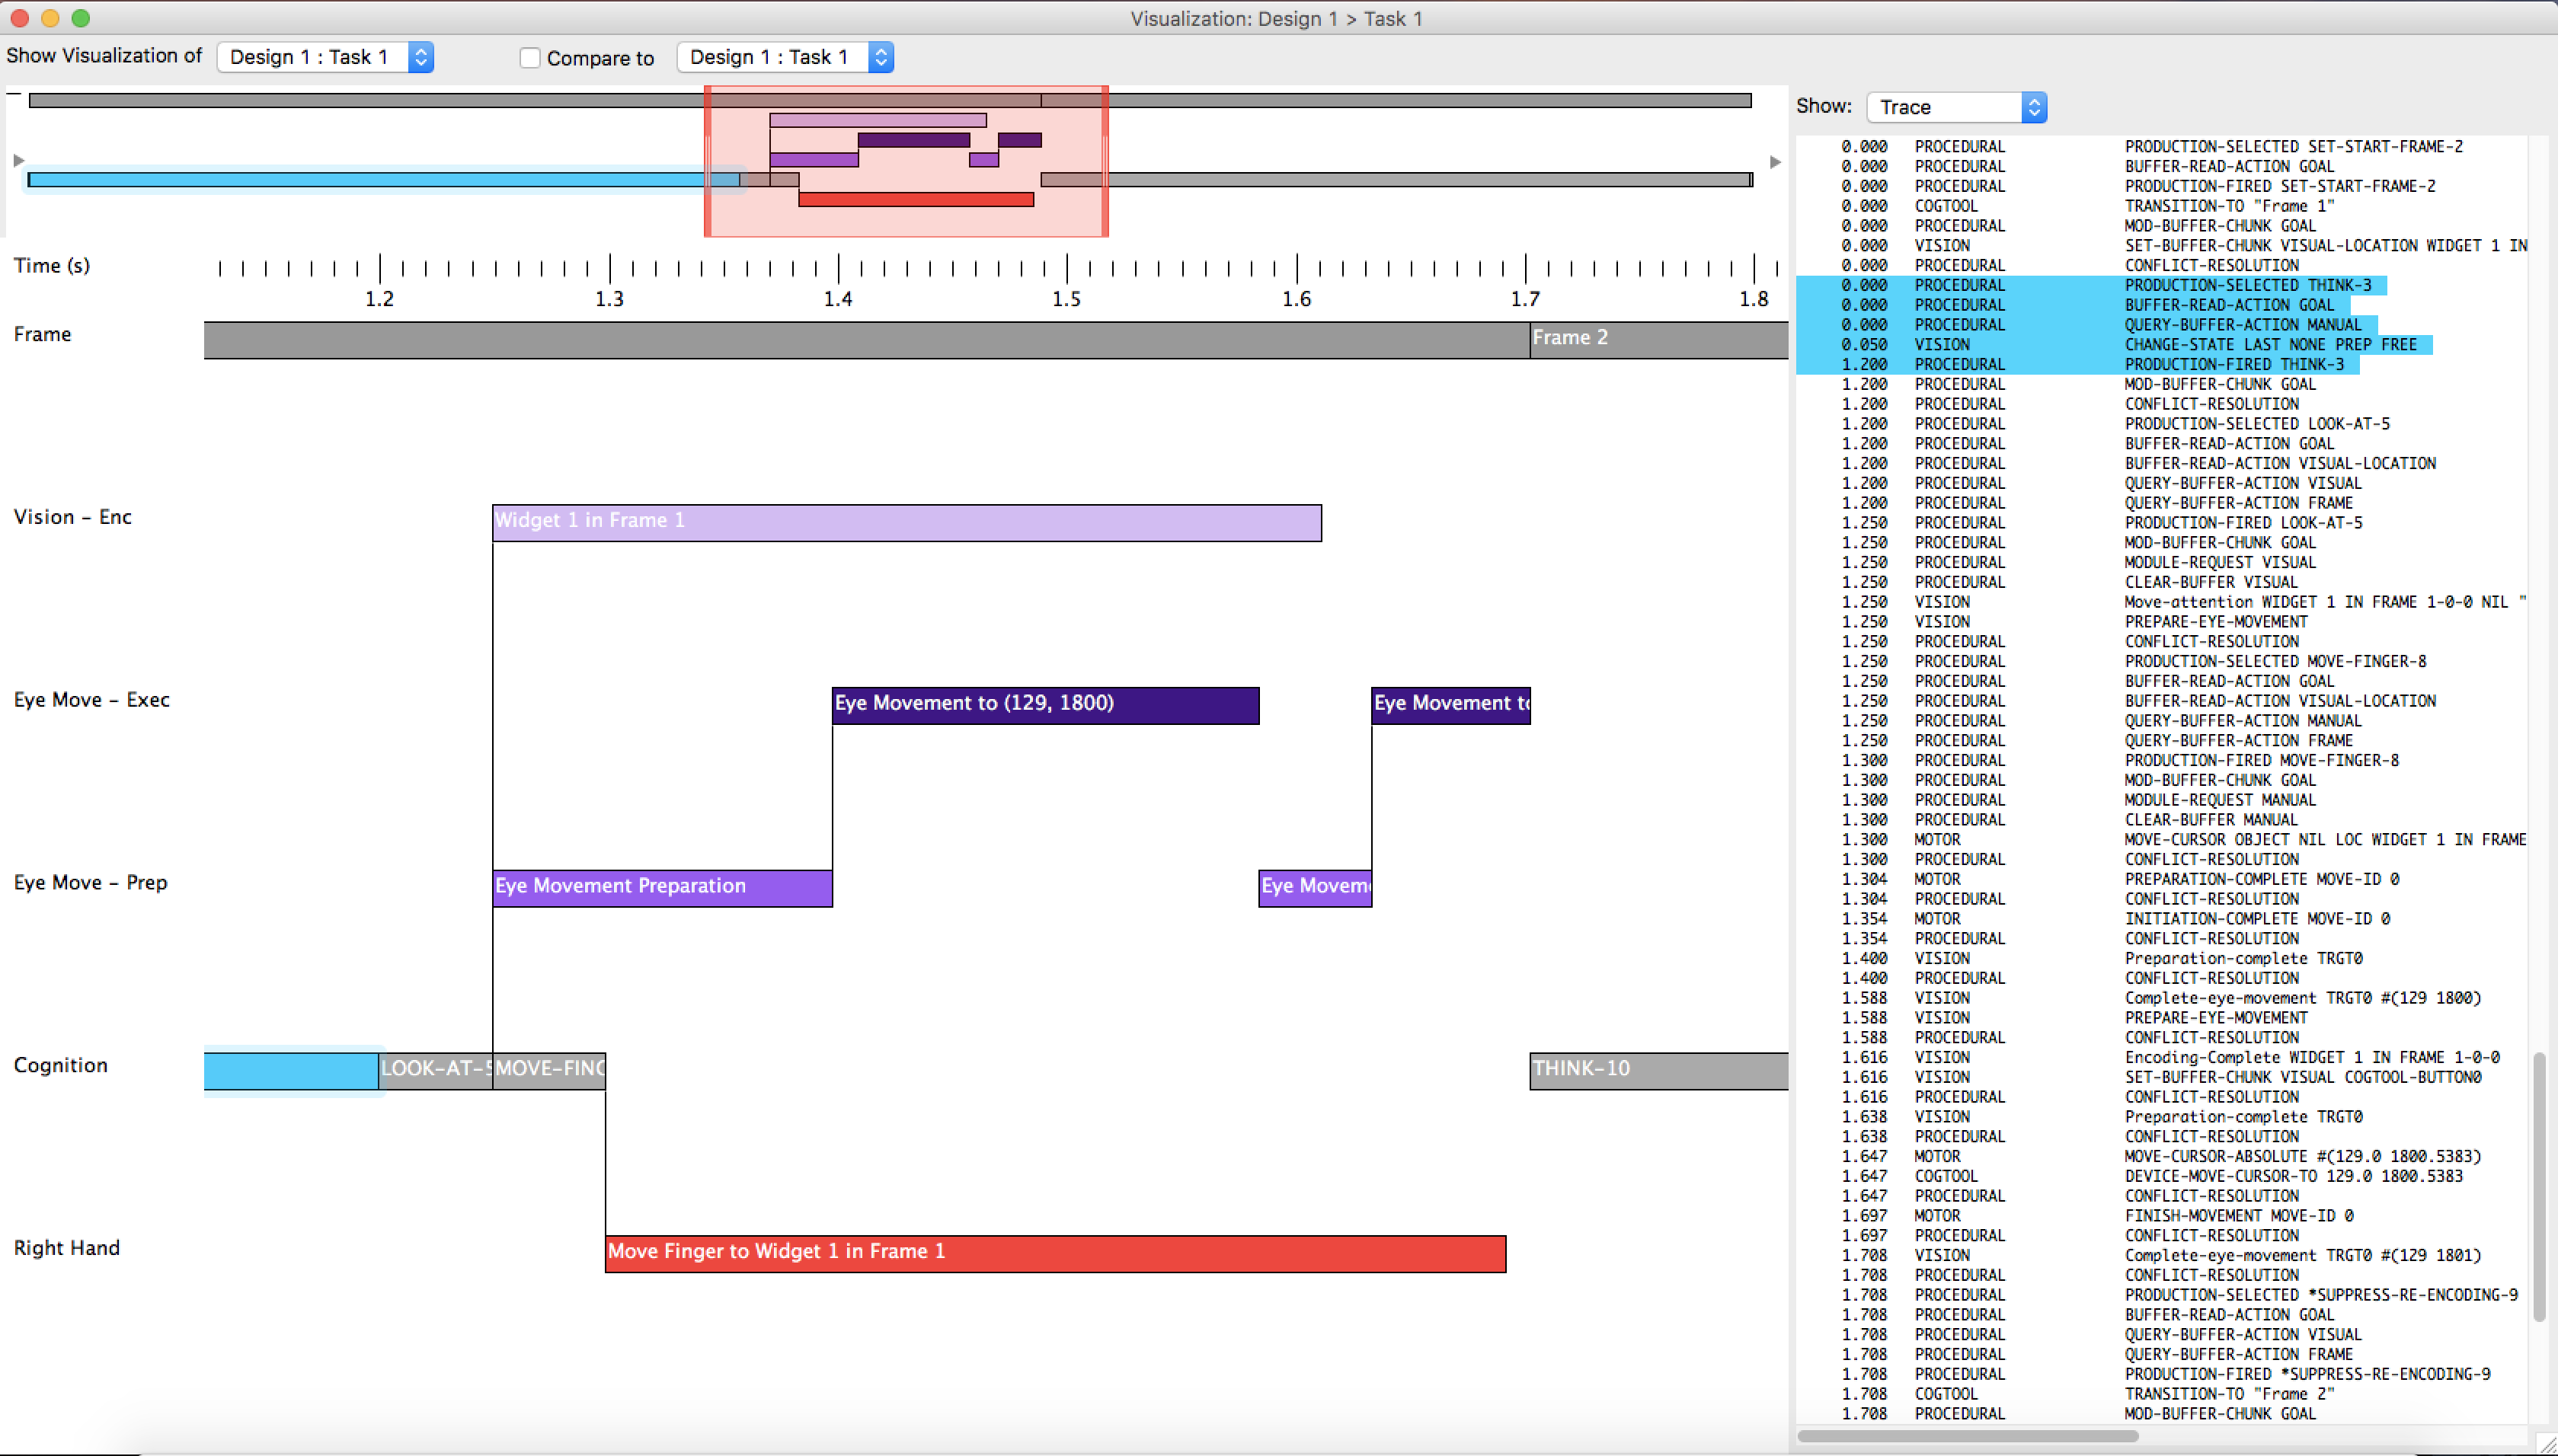 Visualization: Design 1 > Task 1
Show Visualization of Design 1 : Task 1 Compare to Design 1 : Task 1
Show: Trace
Time (s)
1.2 1.3 1.4 1.5 1.6 1.7 1.8
Frame
Frame 2
Vision - Enc
Widget 1 in Frame 1
Eye Move - Exec
Eye Movement to (129, 1800)
Eye Movement to
Eye Move - Prep
Eye Movement Preparation
Eye Movem
Cognition
LOOK-AT-5
MOVE-FING
THINK-10
Right Hand
Move Finger to Widget 1 in Frame 1
0.000 PROCEDURAL PRODUCTION-SELECTED SET-START-FRAME-2
0.000 PROCEDURAL BUFFER-READ-ACTION GOAL
0.000 PROCEDURAL PRODUCTION-FIRED SET-START-FRAME-2
0.000 COGTOOL TRANSITION-TO "Frame 1"
0.000 PROCEDURAL MOD-BUFFER-CHUNK GOAL
0.000 VISION SET-BUFFER-CHUNK VISUAL-LOCATION WIDGET 1 IN
0.000 PROCEDURAL CONFLICT-RESOLUTION
0.000 PROCEDURAL PRODUCTION-SELECTED THINK-3
0.000 PROCEDURAL BUFFER-READ-ACTION GOAL
0.000 PROCEDURAL QUERY-BUFFER-ACTION MANUAL
0.050 VISION CHANGE-STATE LAST NONE PREP FREE
1.200 PROCEDURAL PRODUCTION-FIRED THINK-3
1.200 PROCEDURAL MOD-BUFFER-CHUNK GOAL
1.200 PROCEDURAL CONFLICT-RESOLUTION
1.200 PROCEDURAL PRODUCTION-SELECTED LOOK-AT-5
1.200 PROCEDURAL BUFFER-READ-ACTION GOAL
1.200 PROCEDURAL BUFFER-READ-ACTION VISUAL-LOCATION
1.200 PROCEDURAL QUERY-BUFFER-ACTION VISUAL
1.200 PROCEDURAL QUERY-BUFFER-ACTION FRAME
1.250 PROCEDURAL PRODUCTION-FIRED LOOK-AT-5
1.250 PROCEDURAL MOD-BUFFER-CHUNK GOAL
1.250 PROCEDURAL MODULE-REQUEST VISUAL
1.250 PROCEDURAL CLEAR-BUFFER VISUAL
1.250 VISION Move-attention WIDGET 1 IN FRAME 1-0-0 NIL "
1.250 VISION PREPARE-EYE-MOVEMENT
1.250 PROCEDURAL CONFLICT-RESOLUTION
1.250 PROCEDURAL PRODUCTION-SELECTED MOVE-FINGER-8
1.250 PROCEDURAL BUFFER-READ-ACTION GOAL
1.250 PROCEDURAL BUFFER-READ-ACTION VISUAL-LOCATION
1.250 PROCEDURAL QUERY-BUFFER-ACTION MANUAL
1.250 PROCEDURAL QUERY-BUFFER-ACTION FRAME
1.300 PROCEDURAL PRODUCTION-FIRED MOVE-FINGER-8
1.300 PROCEDURAL MOD-BUFFER-CHUNK GOAL
1.300 PROCEDURAL MODULE-REQUEST MANUAL
1.300 PROCEDURAL CLEAR-BUFFER MANUAL
1.300 MOTOR MOVE-CURSOR OBJECT NIL LOC WIDGET 1 IN FRAME
1.300 PROCEDURAL CONFLICT-RESOLUTION
1.304 MOTOR PREPARATION-COMPLETE MOVE-ID 0
1.304 PROCEDURAL CONFLICT-RESOLUTION
1.354 MOTOR INITIATION-COMPLETE MOVE-ID 0
1.354 PROCEDURAL CONFLICT-RESOLUTION
1.400 VISION Preparation-complete TRGT0
1.400 PROCEDURAL CONFLICT-RESOLUTION
1.588 VISION Complete-eye-movement TRGT0 #(129 1800)
1.588 VISION PREPARE-EYE-MOVEMENT
1.588 PROCEDURAL CONFLICT-RESOLUTION
1.616 VISION Encoding-Complete WIDGET 1 IN FRAME 1-0-0
1.616 VISION SET-BUFFER-CHUNK VISUAL COGTOOL-BUTTON0
1.616 PROCEDURAL CONFLICT-RESOLUTION
1.638 VISION Preparation-complete TRGT0
1.638 PROCEDURAL CONFLICT-RESOLUTION
1.647 MOTOR MOVE-CURSOR-ABSOLUTE #(129.0 1800.5383)
1.647 COGTOOL DEVICE-MOVE-CURSOR-TO 129.0 1800.5383
1.647 PROCEDURAL CONFLICT-RESOLUTION
1.697 MOTOR FINISH-MOVEMENT MOVE-ID 0
1.697 PROCEDURAL CONFLICT-RESOLUTION
1.708 VISION Complete-eye-movement TRGT0 #(129 1801)
1.708 PROCEDURAL CONFLICT-RESOLUTION
1.708 PROCEDURAL PRODUCTION-SELECTED *SUPPRESS-RE-ENCODING-9
1.708 PROCEDURAL BUFFER-READ-ACTION GOAL
1.708 PROCEDURAL QUERY-BUFFER-ACTION VISUAL
1.708 PROCEDURAL QUERY-BUFFER-ACTION FRAME
1.708 PROCEDURAL PRODUCTION-FIRED *SUPPRESS-RE-ENCODING-9
1.708 COGTOOL TRANSITION-TO "Frame 2"
1.708 PROCEDURAL MOD-BUFFER-CHUNK GOAL